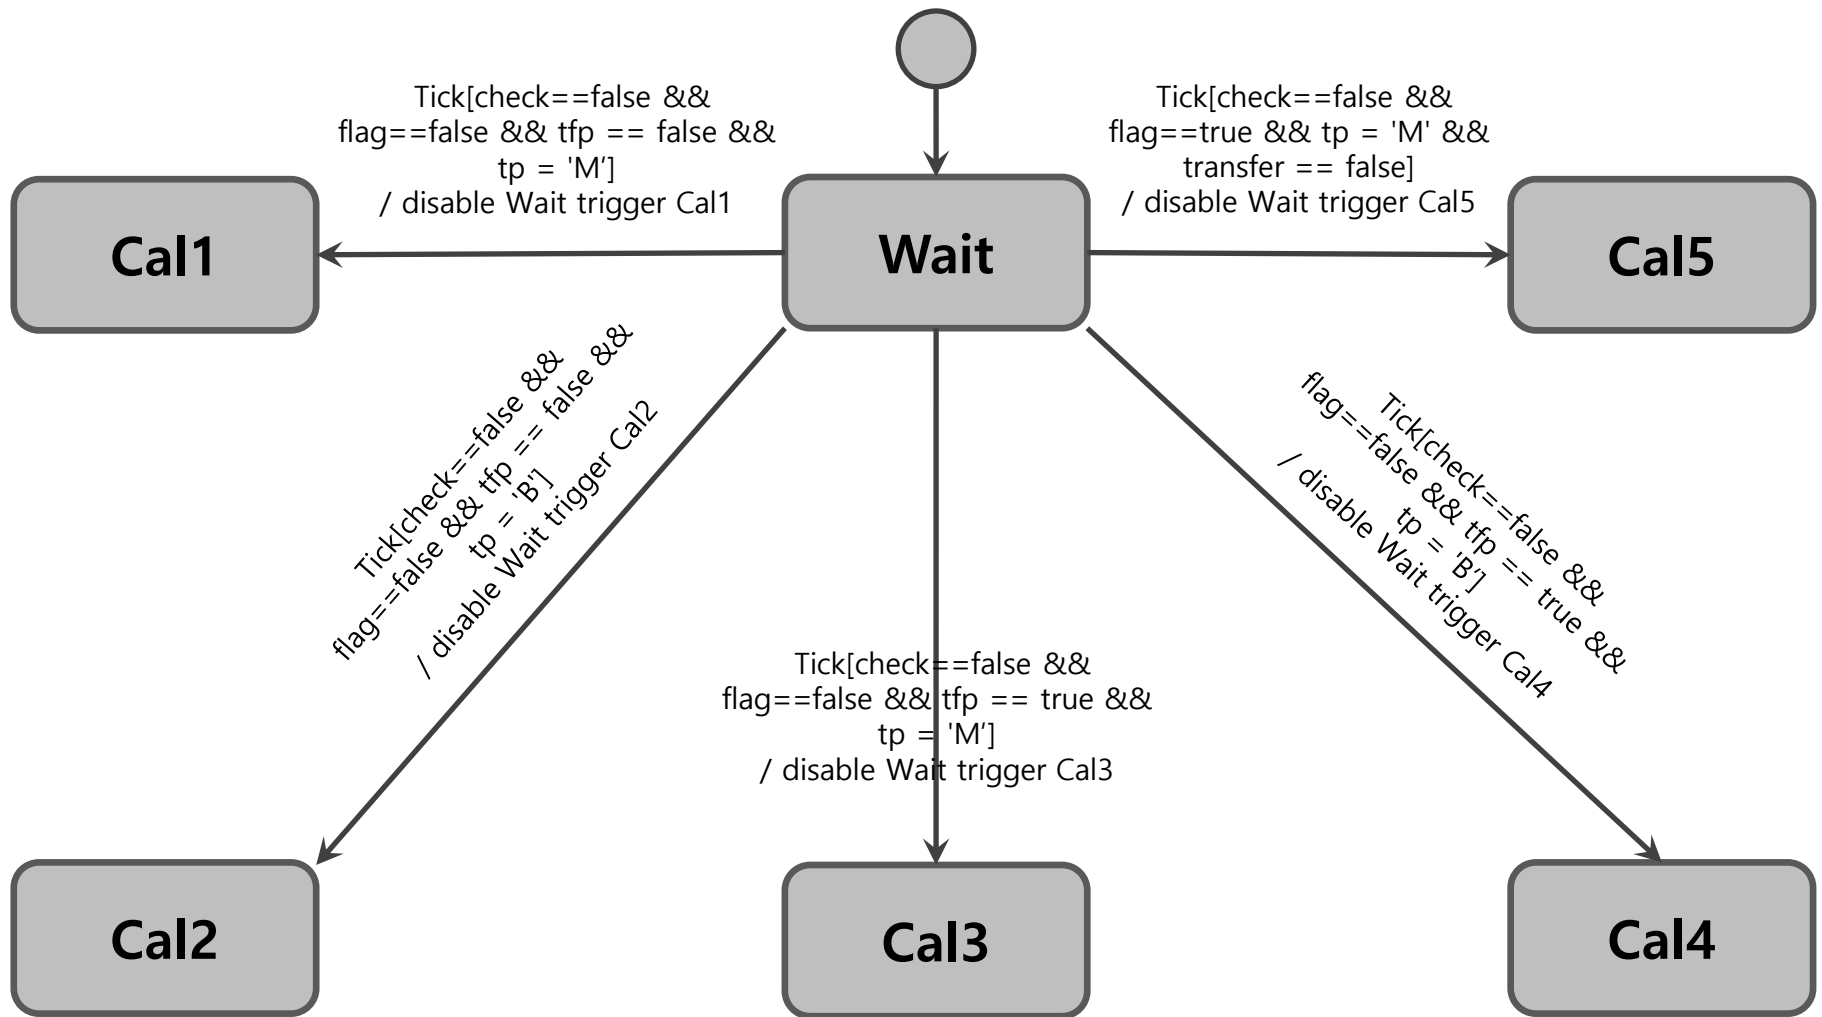 Tick[check==false &&
flag==false && tfp == false &&
tp = 'M']
/ disable Wait trigger Cal1
Tick[check==false &&
flag==true && tp = 'M' &&
transfer == false]
/ disable Wait trigger Cal5
Cal1
Wait
Cal5
Tick[check==false &&
flag==false && tfp == false &&
tp = 'B']
/ disable Wait trigger Cal2
Tick[check==false &&
flag==false && tfp == true &&
tp = 'B']
/ disable Wait trigger Cal4
Tick[check==false &&
flag==false && tfp == true &&
tp = 'M']
/ disable Wait trigger Cal3
Cal2
Cal3
Cal4